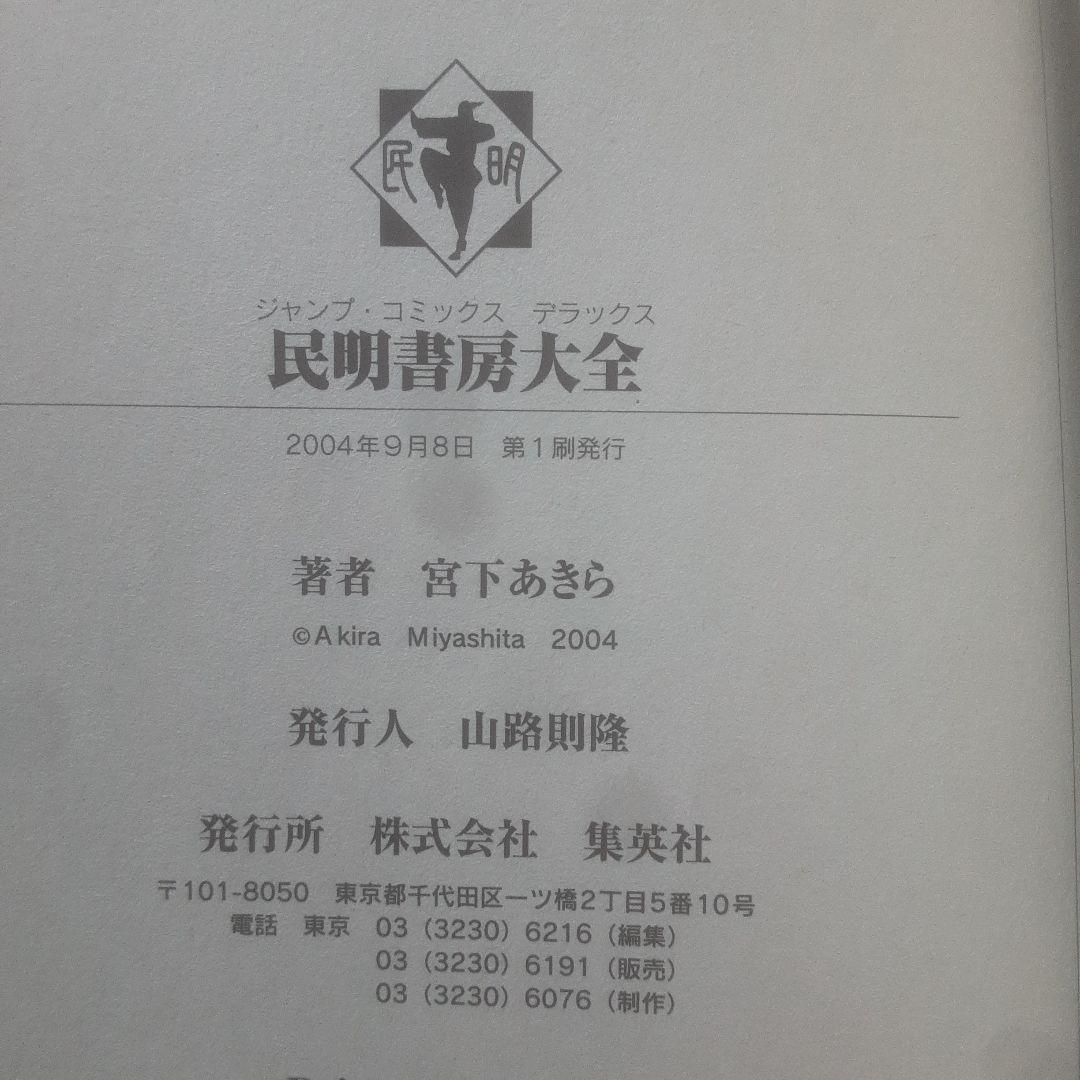 民 明
ジャンプ・コミックス　デラックス
民明書房大全
2004年9月8日　第1刷発行
著者　宮下あきら
©Akira　Miyashita　2004
発行人　山路則隆
発行所　株式会社　集英社
〒101-8050　東京都千代田区一ツ橋2丁目5番10号
電話　東京　03（3230）6216（編集）
03（3230）6191（販売）
03（3230）6076（制作）